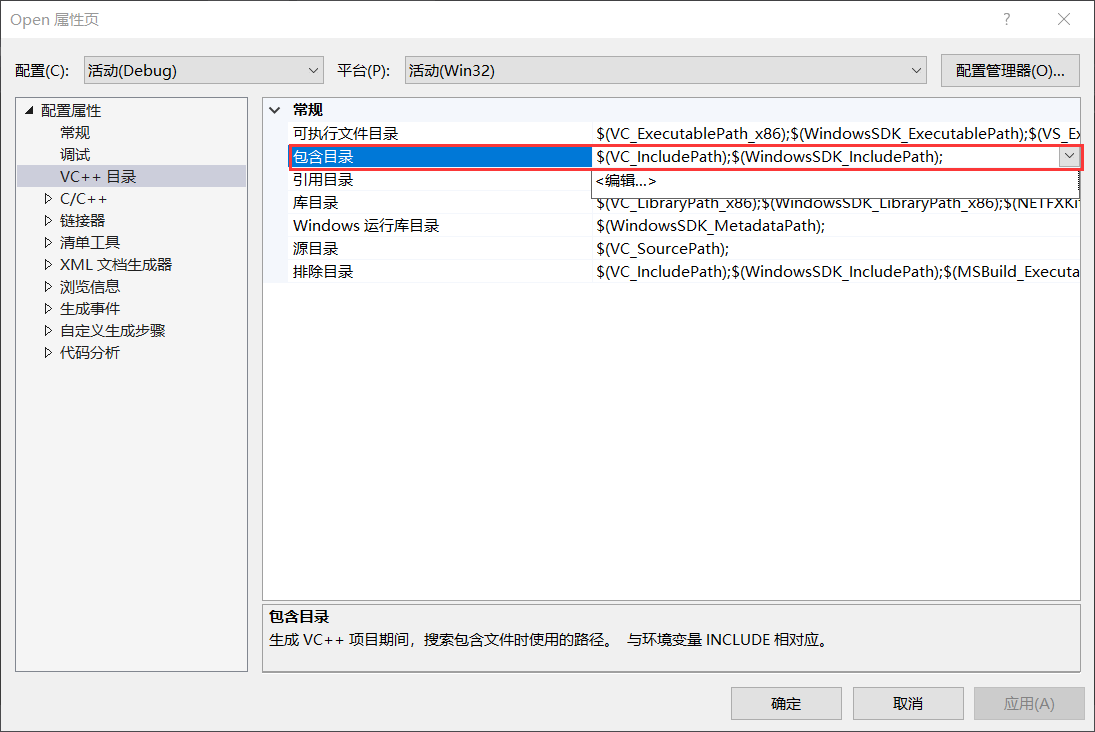 Open 属性页
配置(C): 活动(Debug) 平台(P): 活动(Win32) 配置管理器(O)...
配置属性
常规
调试
VC++ 目录
C/C++
链接器
清单工具
XML 文档生成器
浏览信息
生成事件
自定义生成步骤
代码分析
常规
可执行文件目录 $(VC_ExecutablePath_x86);$(WindowsSDK_ExecutablePath);$(VS_Ex
包含目录 $(VC_IncludePath);$(WindowsSDK_IncludePath);
引用目录 <编辑...>
库目录 $(VC_LibraryPath_x86);$(WindowsSDK_LibraryPath_x86);$(NETFXKi
Windows 运行库目录 $(WindowsSDK_MetadataPath);
源目录 $(VC_SourcePath);
排除目录 $(VC_IncludePath);$(WindowsSDK_IncludePath);$(MSBuild_Executa
包含目录
生成 VC++ 项目期间，搜索包含文件时使用的路径。 与环境变量 INCLUDE 相对应。
确定 取消 应用(A)